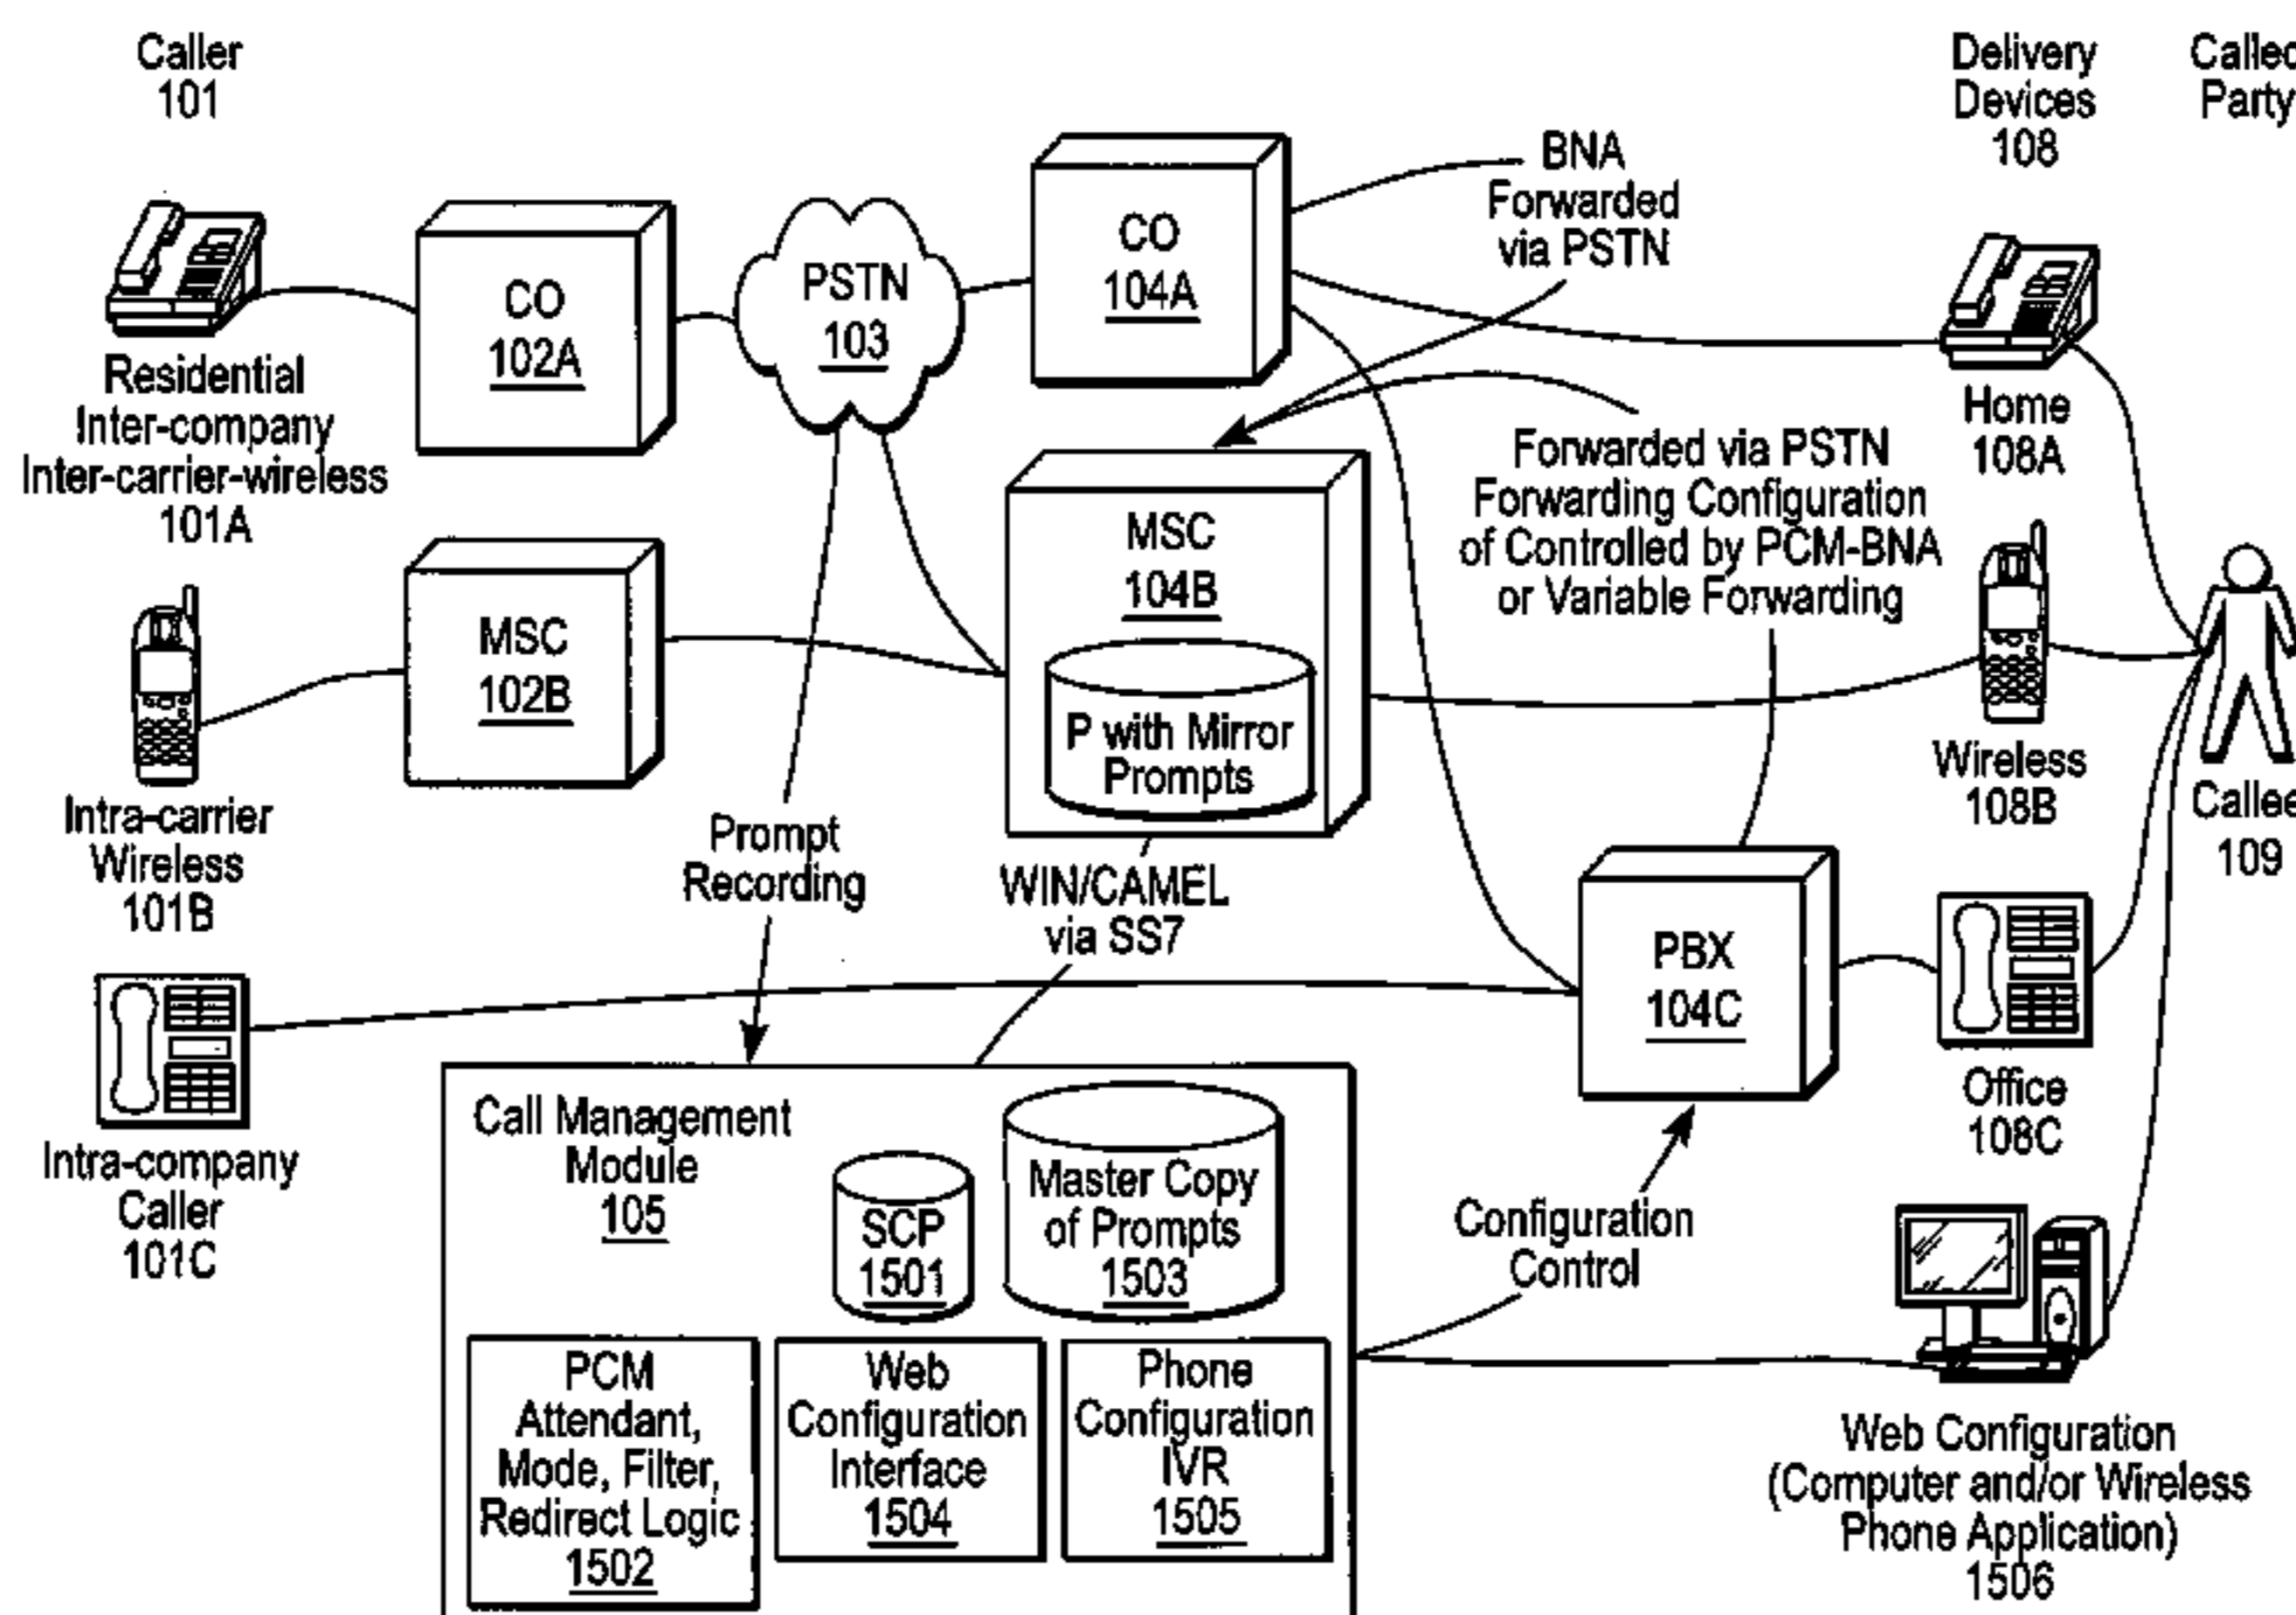 Caller
101
Delivery
Devices
108
Called
Party
Residential
Inter-company
Inter-carrier-wireless
101A
CO
102A
PSTN
103
CO
104A
BNA
Forwarded
via PSTN
Home
108A
Intra-carrier
Wireless
101B
MSC
102B
MSC
104B
P with Mirror
Prompts
Forwarded via PSTN
Forwarding Configuration
of Controlled by PCM-BNA
or Variable Forwarding
Wireless
108B
Callee
109
Prompt
Recording
WIN/CAMEL
via SS7
PBX
104C
Office
108C
Intra-company
Caller
101C
Call Management
Module
105
SCP
1501
Master Copy
of Prompts
1503
Configuration
Control
PCM
Attendant,
Mode, Filter,
Redirect Logic
1502
Web
Configuration
Interface
1504
Phone
Configuration
IVR
1505
Web Configuration
(Computer and/or Wireless
Phone Application)
1506